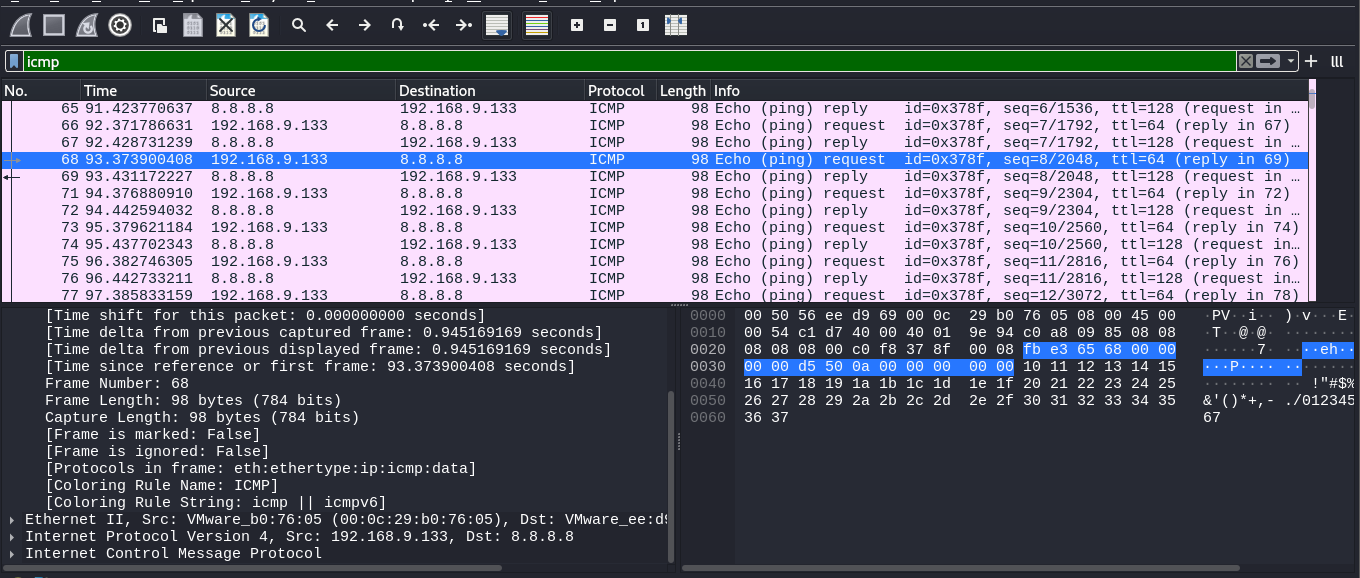 icmp
No. Time Source Destination Protocol Length Info
65 91.423770637 8.8.8.8 192.168.9.133 ICMP 98 Echo (ping) reply id=0x378f, seq=6/1536, ttl=128 (request in …
66 92.371786631 192.168.9.133 8.8.8.8 ICMP 98 Echo (ping) request id=0x378f, seq=7/1792, ttl=64 (reply in 67)
67 92.428731239 8.8.8.8 192.168.9.133 ICMP 98 Echo (ping) reply id=0x378f, seq=7/1792, ttl=128 (request in …
68 93.373900408 192.168.9.133 8.8.8.8 ICMP 98 Echo (ping) request id=0x378f, seq=8/2048, ttl=64 (reply in 69)
69 93.431172227 8.8.8.8 192.168.9.133 ICMP 98 Echo (ping) reply id=0x378f, seq=8/2048, ttl=128 (request in …
71 94.376880910 192.168.9.133 8.8.8.8 ICMP 98 Echo (ping) request id=0x378f, seq=9/2304, ttl=64 (reply in 72)
72 94.442594032 8.8.8.8 192.168.9.133 ICMP 98 Echo (ping) reply id=0x378f, seq=9/2304, ttl=128 (request in …
73 95.379621184 192.168.9.133 8.8.8.8 ICMP 98 Echo (ping) request id=0x378f, seq=10/2560, ttl=64 (reply in 74)
74 95.437702343 8.8.8.8 192.168.9.133 ICMP 98 Echo (ping) reply id=0x378f, seq=10/2560, ttl=128 (request in…
75 96.382746305 192.168.9.133 8.8.8.8 ICMP 98 Echo (ping) request id=0x378f, seq=11/2816, ttl=64 (reply in 76)
76 96.442733211 8.8.8.8 192.168.9.133 ICMP 98 Echo (ping) reply id=0x378f, seq=11/2816, ttl=128 (request in…
77 97.385833159 192.168.9.133 8.8.8.8 ICMP 98 Echo (ping) request id=0x378f, seq=12/3072, ttl=64 (reply in 78)
[Time shift for this packet: 0.000000000 seconds]
[Time delta from previous captured frame: 0.945169169 seconds]
[Time delta from previous displayed frame: 0.945169169 seconds]
[Time since reference or first frame: 93.373900408 seconds]
Frame Number: 68
Frame Length: 98 bytes (784 bits)
Capture Length: 98 bytes (784 bits)
[Frame is marked: False]
[Frame is ignored: False]
[Protocols in frame: eth:ethertype:ip:icmp:data]
[Coloring Rule Name: ICMP]
[Coloring Rule String: icmp || icmpv6]
Ethernet II, Src: VMware_b0:76:05 (00:0c:29:b0:76:05), Dst: VMware_ee:d9
Internet Protocol Version 4, Src: 192.168.9.133, Dst: 8.8.8.8
Internet Control Message Protocol
0000 00 50 56 ee d9 69 00 0c 29 b0 76 05 08 00 45 00 ·PV··i·· )·v···E·
0010 00 54 c1 d7 40 00 40 01 9e 94 c0 a8 09 85 08 08 ·T··@·@· ········
0020 08 08 08 00 c0 f8 37 8f 00 08 fb e3 65 68 00 00 ······7· ····eh··
0030 00 00 d5 50 0a 00 00 00 00 00 10 11 12 13 14 15 ···P···· ········
0040 16 17 18 19 1a 1b 1c 1d 1e 1f 20 21 22 23 24 25 ········ ·· !"#$%
0050 26 27 28 29 2a 2b 2c 2d 2e 2f 30 31 32 33 34 35 &'()*+,- ./012345
0060 36 37 67